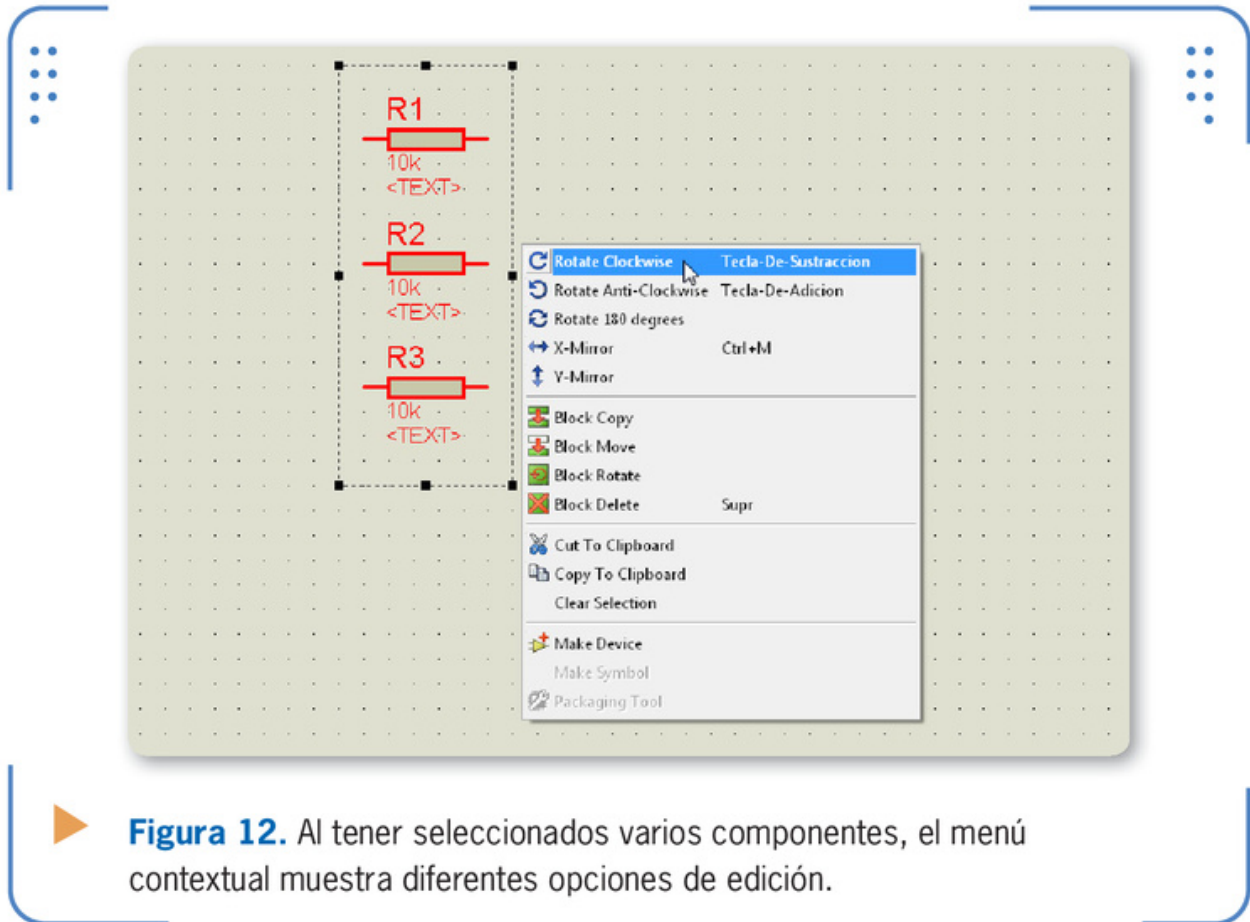 R1
10k
<TEXT>
R2
10k
<TEXT>
R3
10k
<TEXT>
Rotate Clockwise Tecla-De-Sustraccion
Rotate Anti-Clockwise Tecla-De-Adicion
Rotate 180 degrees
X-Mirror Ctrl+M
Y-Mirror
Block Copy
Block Move
Block Rotate
Block Delete Supr
Cut To Clipboard
Copy To Clipboard
Clear Selection
Make Device
Make Symbol
Packaging Tool
Figura 12. Al tener seleccionados varios componentes, el menú
contextual muestra diferentes opciones de edición.